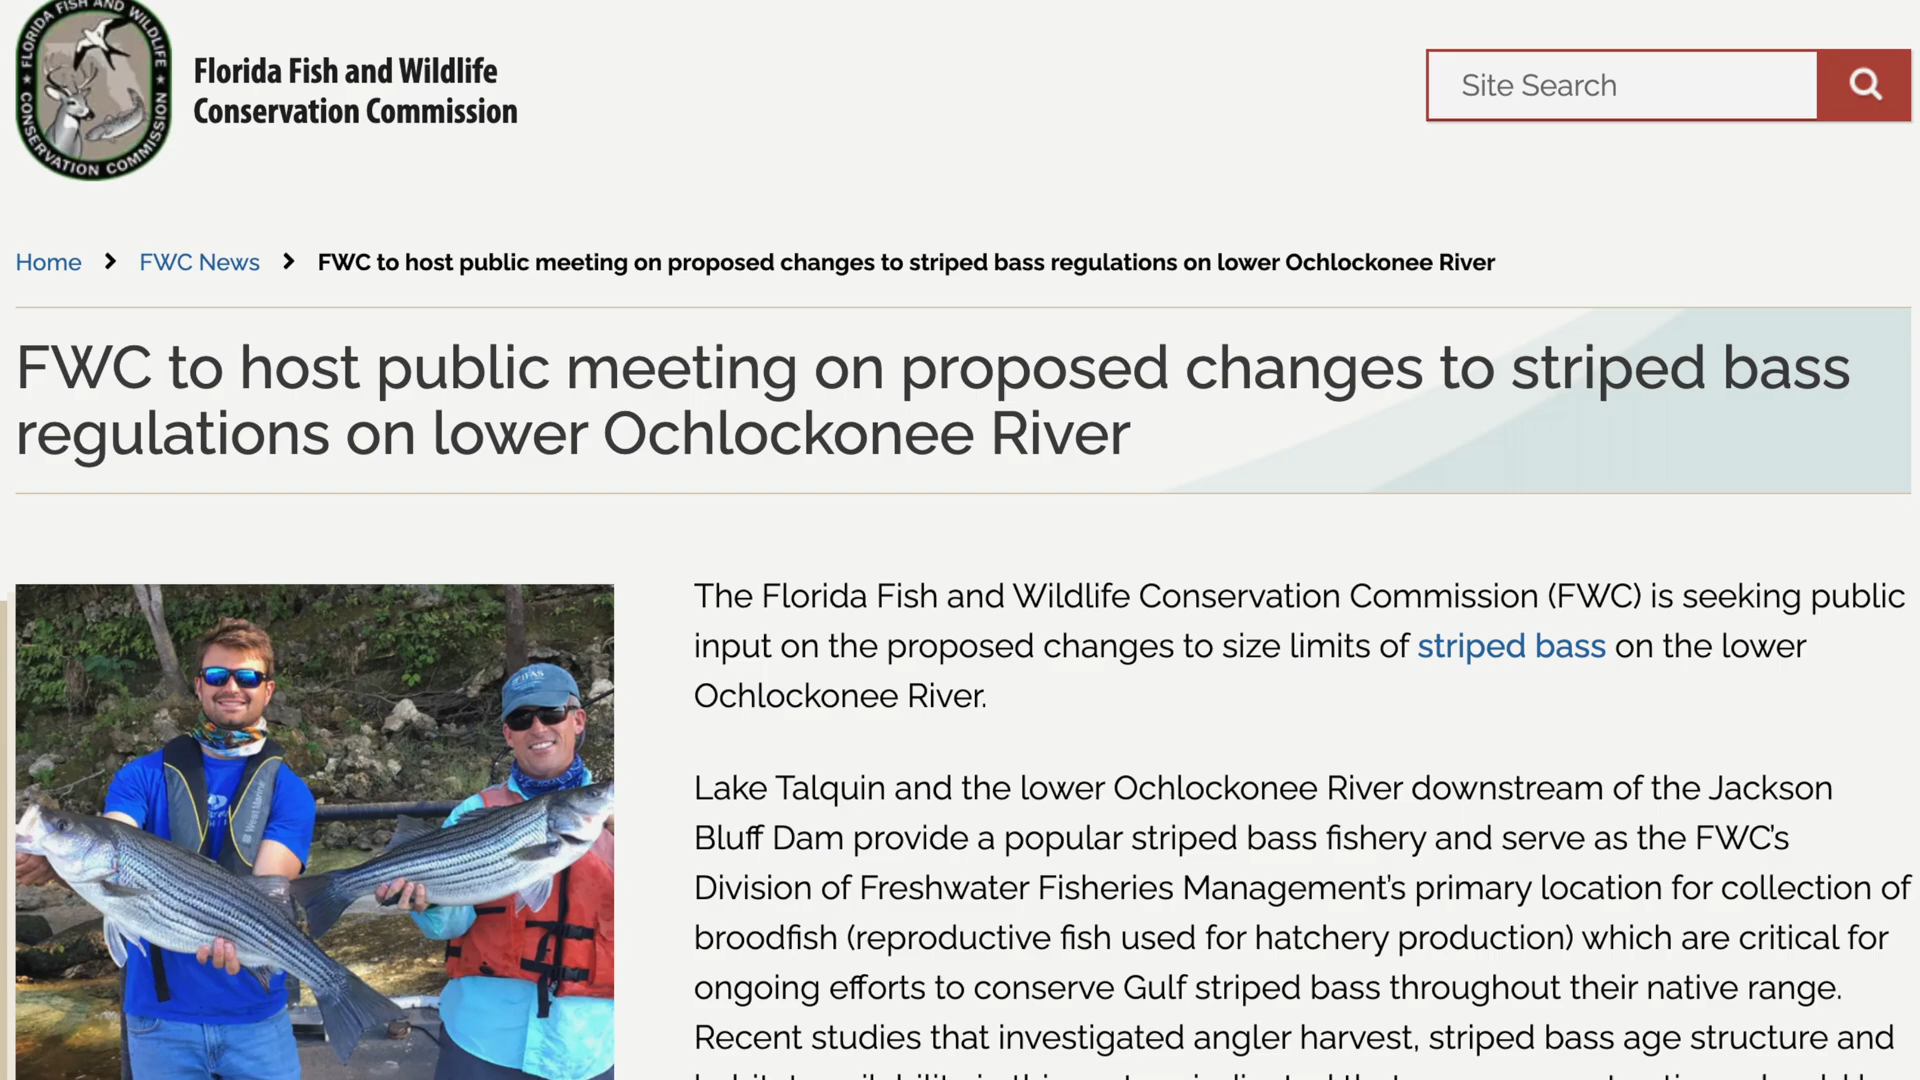 FLORIDA FISH AND WILDLIFE
CONSERVATION COMMISSION
Florida Fish and Wildlife
Conservation Commission
Site Search
Home FWC News FWC to host public meeting on proposed changes to striped bass regulations on lower Ochlockonee River
FWC to host public meeting on proposed changes to striped bass
regulations on lower Ochlockonee River
The Florida Fish and Wildlife Conservation Commission (FWC) is seeking public
input on the proposed changes to size limits of striped bass on the lower
Ochlockonee River.
IFAS
West Marine
Lake Talquin and the lower Ochlockonee River downstream of the Jackson
Bluff Dam provide a popular striped bass fishery and serve as the FWC's
Division of Freshwater Fisheries Management's primary location for collection of
broodfish (reproductive fish used for hatchery production) which are critical for
ongoing efforts to conserve Gulf striped bass throughout their native range.
Recent studies that investigated angler harvest, striped bass age structure and